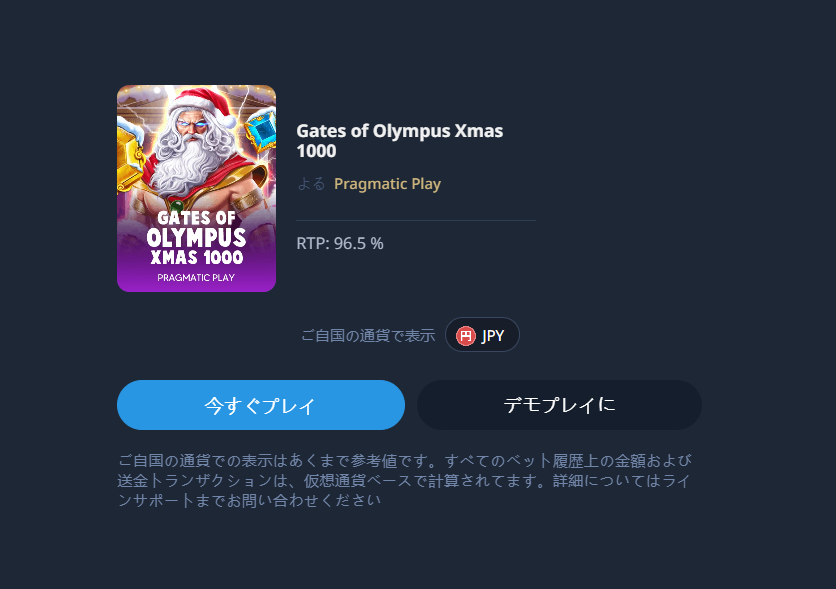 GATES OF
OLYMPUS
XMAS 1000
PRAGMATIC PLAY
Gates of Olympus Xmas
1000
よる Pragmatic Play
RTP: 96.5 %
ご自国の通貨で表示 円 JPY
今すぐプレイ
デモプレイに
ご自国の通貨での表示はあくまで参考値です。すべてのベット履歴上の金額および
送金トランザクションは、仮想通貨ベースで計算されてます。詳細についてはライ
ンサポートまでお問い合わせください